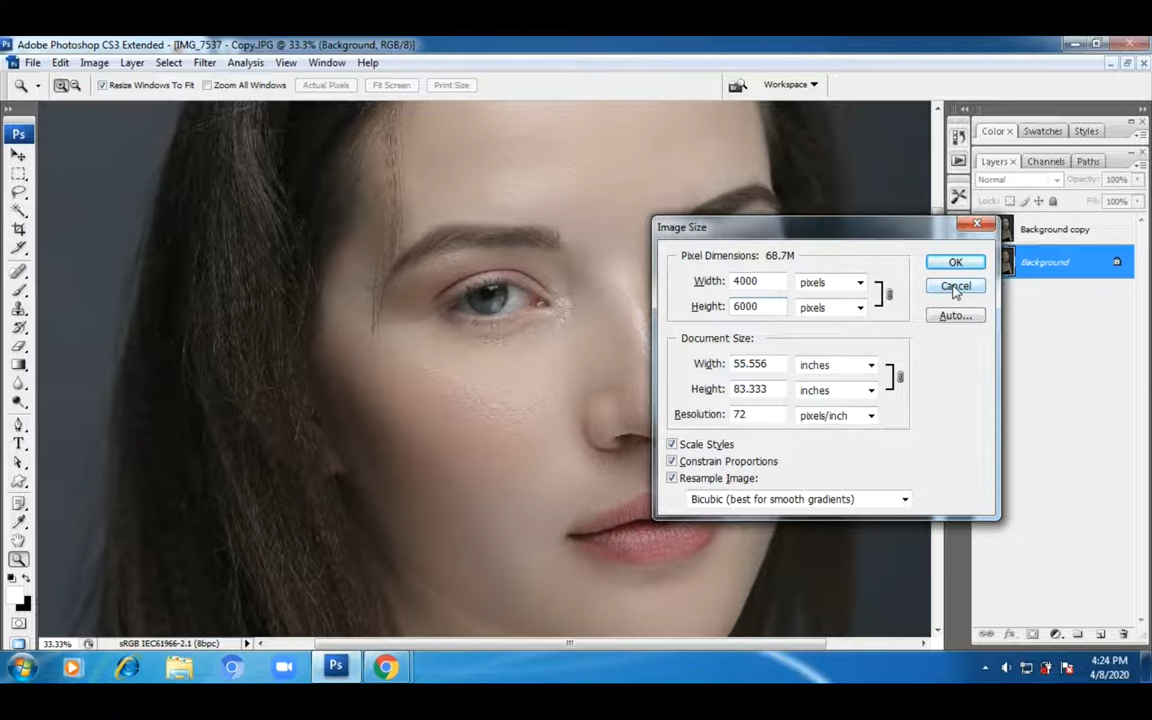 Adobe Photoshop CS3 Extended - [IMG_7537 - Copy.JPG @ 33.3% (Background, RGB/8)]
File Edit Image Layer Select Filter Analysis View Window Help
Resize Windows To Fit Zoom All Windows Actual Pixels Fit Screen Print Size Workspace
Ps
Color × Swatches Styles
Layers × Channels Paths
Normal Opacity: 100%
Lock: Fill: 100%
Background copy
Background
Image Size
Pixel Dimensions: 68.7M
Width: 4000 pixels
Height: 6000 pixels
OK
Cancel
Auto...
Document Size:
Width: 55.556 inches
Height: 83.333 inches
Resolution: 72 pixels/inch
Scale Styles
Constrain Proportions
Resample Image:
Bicubic (best for smooth gradients)
T
33.33% sRGB IEC61966-2.1 (8bpc)
Ps
4:24 PM
4/8/2020